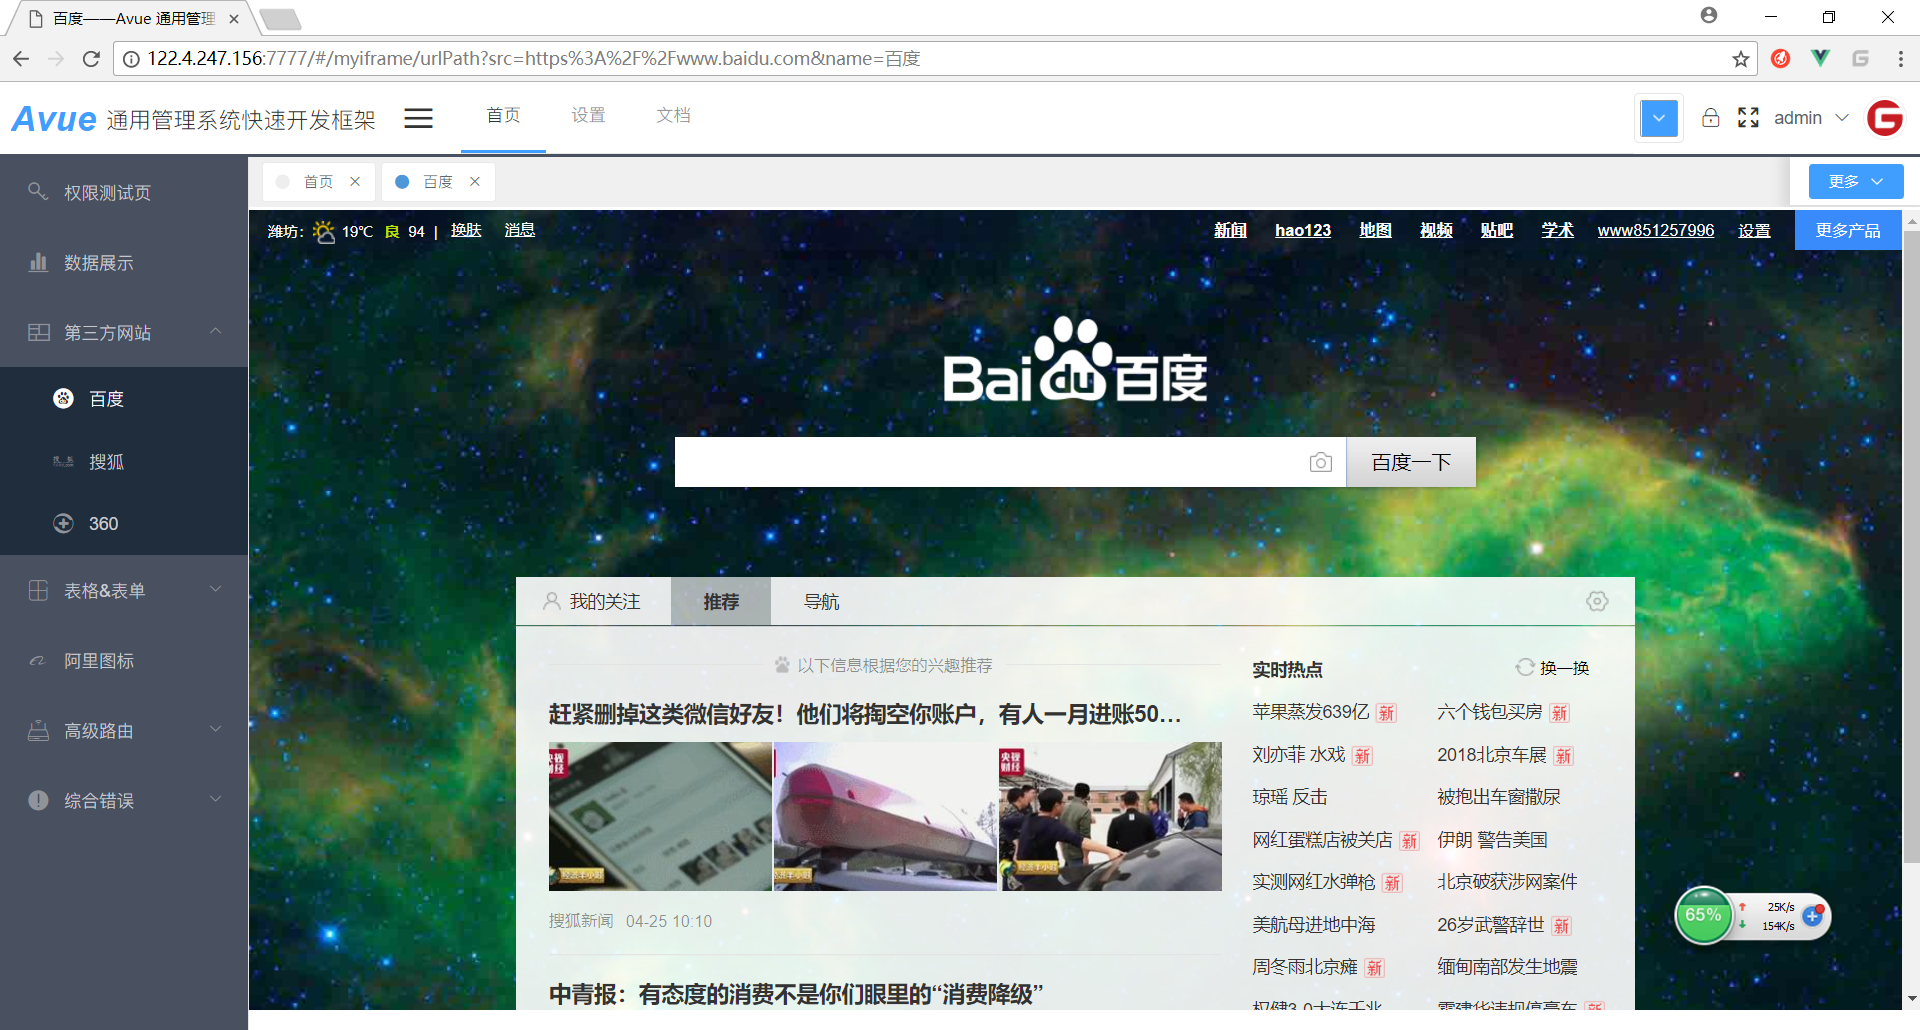 百度——Avue 通用管理
122.4.247.156:7777/#/myiframe/urlPath?src=https%3A%2F%2Fwww.baidu.com&name=百度
Avue 通用管理系统快速开发框架
首页 设置 文档
admin
权限测试页
数据展示
第三方网站
百度
搜狐
360
表格&表单
阿里图标
高级路由
综合错误
首页 百度
更多
潍坊： 19℃ 良 94 | 换肤 消息
新闻 hao123 地图 视频 贴吧 学术 www851257996 设置 更多产品
Bai du 百度
百度一下
我的关注 推荐 导航
以下信息根据您的兴趣推荐
赶紧删掉这类微信好友！他们将掏空你账户，有人一月进账50...
央视财经
央视财经
搜狐新闻 04-25 10:10
中青报：有态度的消费不是你们眼里的“消费降级”
实时热点 换一换
苹果蒸发639亿 新 六个钱包买房 新
刘亦菲 水戏 新 2018北京车展 新
琼瑶 反击 被抱出车窗撒尿
网红蛋糕店被关店 新 伊朗 警告美国
实测网红水弹枪 新 北京破获涉网案件
美航母进地中海 26岁武警辞世 新
周冬雨北京瘫 新 缅甸南部发生地震
65% 25K/s
154K/s